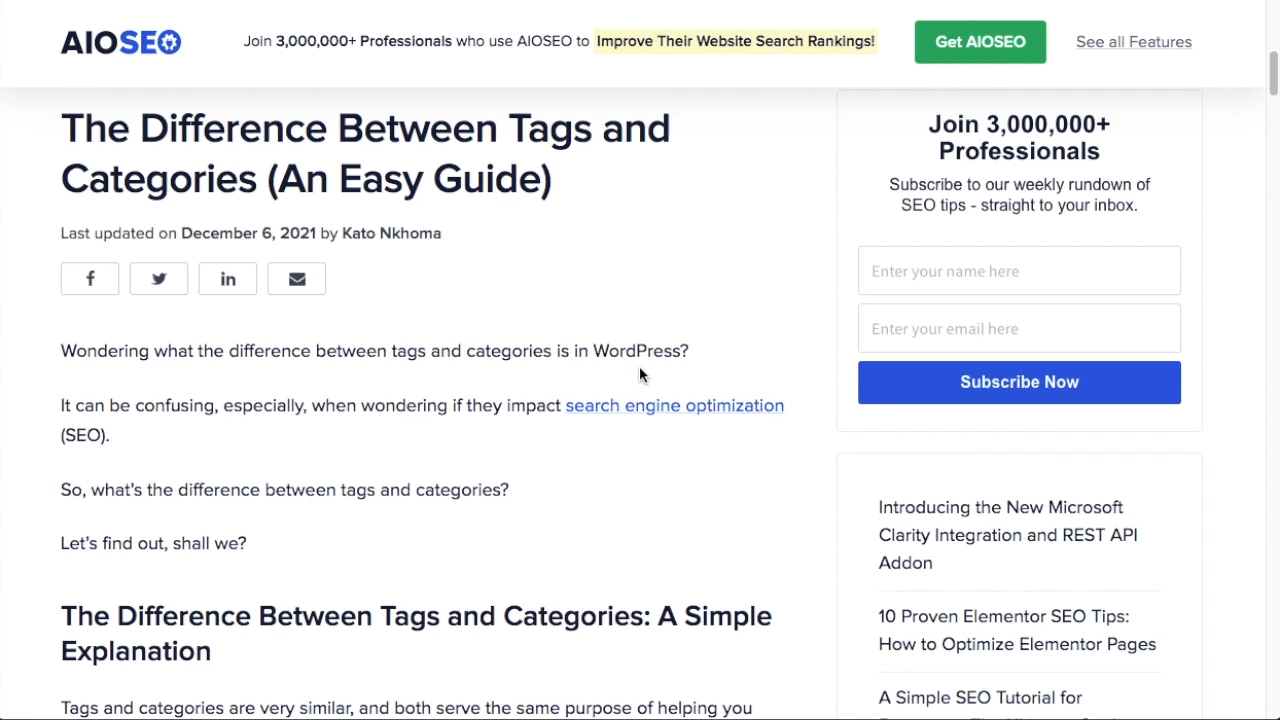 AIOSEO
Join 3,000,000+ Professionals who use AIOSEO to Improve Their Website Search Rankings!
Get AIOSEO
See all Features
The Difference Between Tags and
Categories (An Easy Guide)
Last updated on December 6, 2021 by Kato Nkhoma
Wondering what the difference between tags and categories is in WordPress?
It can be confusing, especially, when wondering if they impact search engine optimization
(SEO).
So, what's the difference between tags and categories?
Let's find out, shall we?
The Difference Between Tags and Categories: A Simple
Explanation
Tags and categories are very similar, and both serve the same purpose of helping you
Join 3,000,000+
Professionals
Subscribe to our weekly rundown of
SEO tips - straight to your inbox.
Enter your name here
Enter your email here
Subscribe Now
Introducing the New Microsoft
Clarity Integration and REST API
Addon
10 Proven Elementor SEO Tips:
How to Optimize Elementor Pages
A Simple SEO Tutorial for